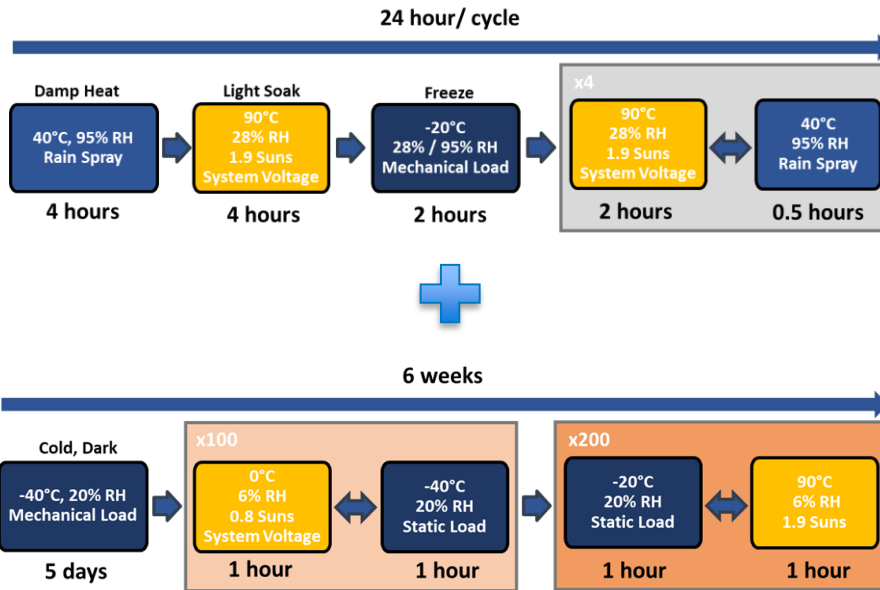 24 hour/ cycle
Damp Heat
40°C, 95% RH
Rain Spray
4 hours
Light Soak
90°C
28% RH
1.9 Suns
System Voltage
4 hours
Freeze
-20°C
28% / 95% RH
Mechanical Load
2 hours
x4
90°C
28% RH
1.9 Suns
System Voltage
2 hours
40°C
95% RH
Rain Spray
0.5 hours
6 weeks
Cold, Dark
-40°C, 20% RH
Mechanical Load
5 days
x100
0°C
6% RH
0.8 Suns
System Voltage
1 hour
-40°C
20% RH
Static Load
1 hour
x200
-20°C
20% RH
Static Load
1 hour
90°C
6% RH
1.9 Suns
1 hour